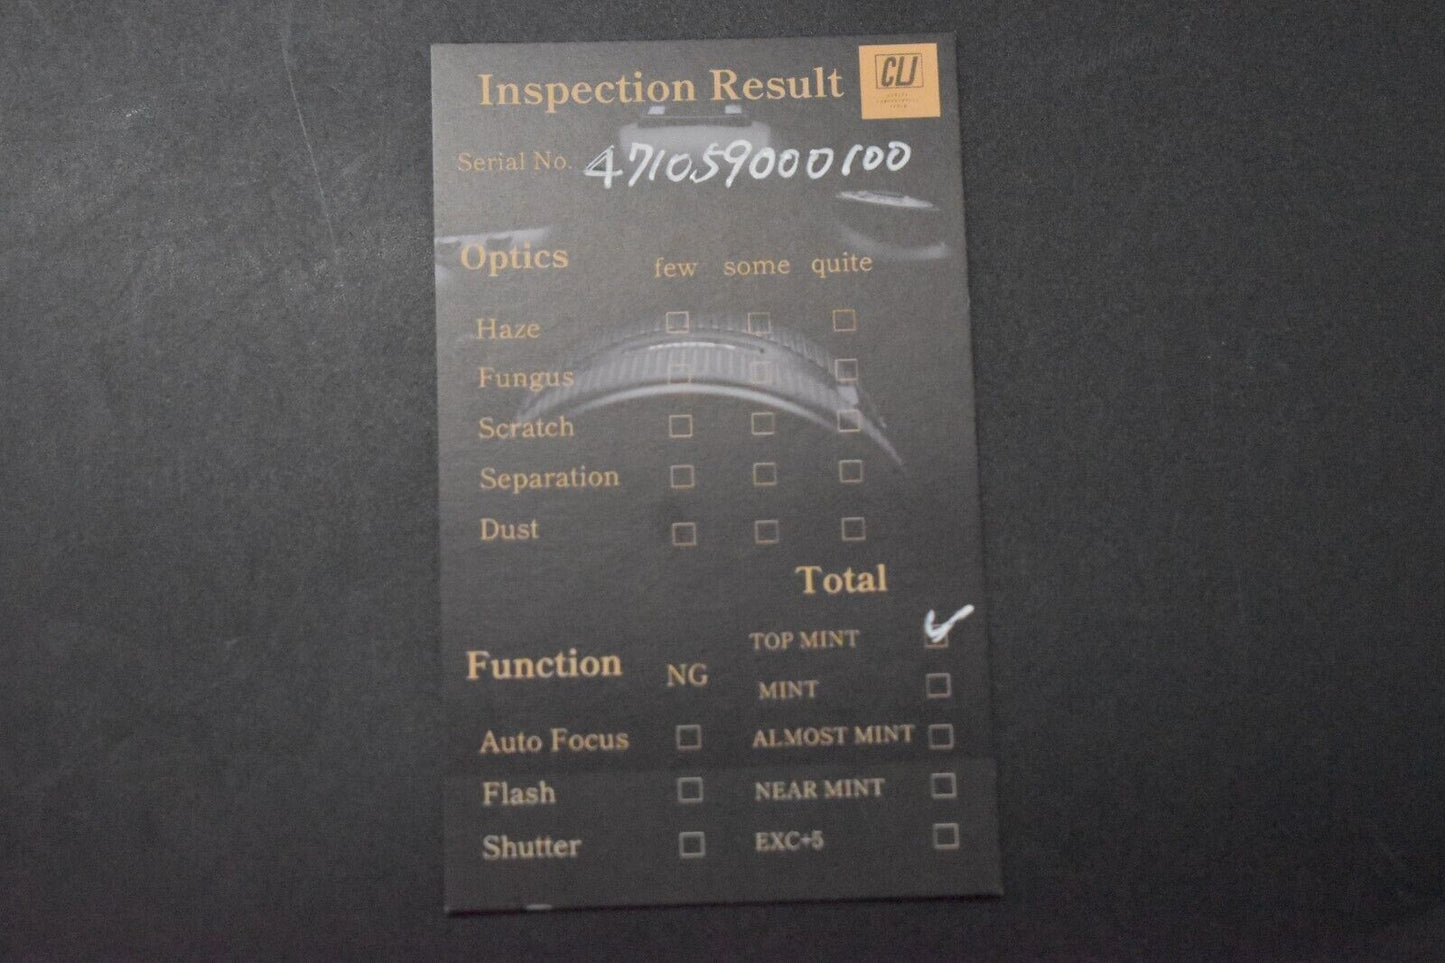 Inspection Result
CLJ
Serial No. 471059000100
Optics few some quite
Haze
Fungus
Scratch
Separation
Dust
Total
TOP MINT
Function NG
MINT
Auto Focus
ALMOST MINT
Flash
NEAR MINT
Shutter
EXC+5